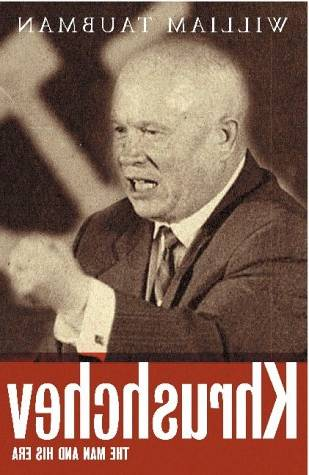 WILLIAM TAUBMAN
Khrushchev
THE MAN AND HIS ERA